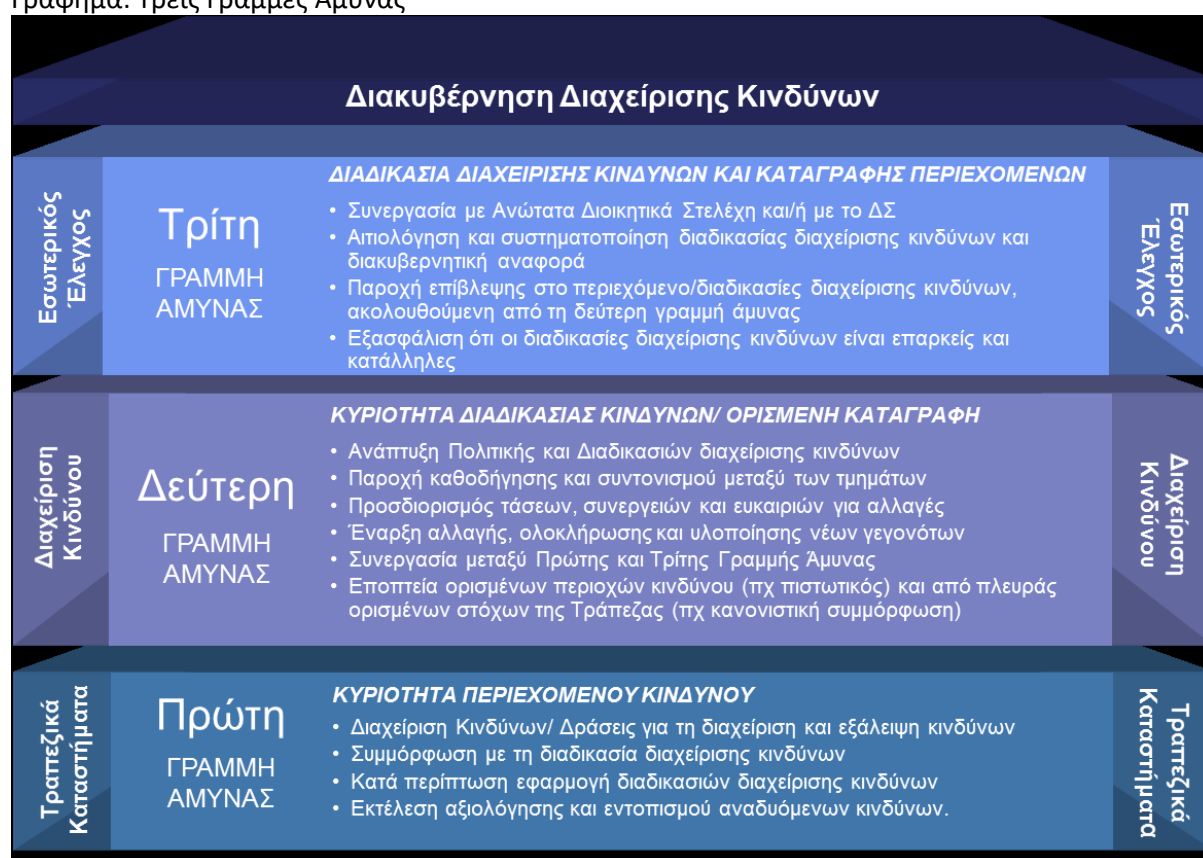 Γράφημα: Τρεις Γραμμές Άμυνας
Διακυβέρνηση Διαχείρισης Κινδύνων
Εσωτερικός
Έλεγχος
Τρίτη
ΓΡΑΜΜΗ
ΑΜΥΝΑΣ
ΔΙΑΔΙΚΑΣΙΑ ΔΙΑΧΕΙΡΙΣΗΣ ΚΙΝΔΥΝΩΝ ΚΑΙ ΚΑΤΑΓΡΑΦΗΣ ΠΕΡΙΕΧΟΜΕΝΩΝ
• Συνεργασία με Ανώτατα Διοικητικά Στελέχη και/ή με το ΔΣ
• Αιτιολόγηση και συστηματοποίηση διαδικασίας διαχείρισης κινδύνων και
διακυβερνητική αναφορά
• Παροχή επίβλεψης στο περιεχόμενο/διαδικασίες διαχείρισης κινδύνων,
ακολουθούμενη από τη δεύτερη γραμμή άμυνας
• Εξασφάλιση ότι οι διαδικασίες διαχείρισης κινδύνων είναι επαρκείς και
κατάλληλες
Εσωτερικός
Έλεγχος
Διαχείριση
Κινδύνου
Δεύτερη
ΓΡΑΜΜΗ
ΑΜΥΝΑΣ
ΚΥΡΙΟΤΗΤΑ ΔΙΑΔΙΚΑΣΙΑΣ ΚΙΝΔΥΝΩΝ/ ΟΡΙΣΜΕΝΗ ΚΑΤΑΓΡΑΦΗ
• Ανάπτυξη Πολιτικής και Διαδικασιών διαχείρισης κινδύνων
• Παροχή καθοδήγησης και συντονισμού μεταξύ των τμημάτων
• Προσδιορισμός τάσεων, συνεργειών και ευκαιριών για αλλαγές
• Έναρξη αλλαγής, ολοκλήρωσης και υλοποίησης νέων γεγονότων
• Συνεργασία μεταξύ Πρώτης και Τρίτης Γραμμής Άμυνας
• Εποπτεία ορισμένων περιοχών κινδύνου (πχ πιστωτικός) και από πλευράς
ορισμένων στόχων της Τράπεζας (πχ κανονιστική συμμόρφωση)
Διαχείριση
Κινδύνου
Τραπεζικά
Καταστήματα
Πρώτη
ΓΡΑΜΜΗ
ΑΜΥΝΑΣ
ΚΥΡΙΟΤΗΤΑ ΠΕΡΙΕΧΟΜΕΝΟΥ ΚΙΝΔΥΝΟΥ
• Διαχείριση Κινδύνων/ Δράσεις για τη διαχείριση και εξάλειψη κινδύνων
• Συμμόρφωση με τη διαδικασία διαχείρισης κινδύνων
• Κατά περίπτωση εφαρμογή διαδικασιών διαχείρισης κινδύνων
• Εκτέλεση αξιολόγησης και εντοπισμού αναδυόμενων κινδύνων.
Τραπεζικά
Καταστήματα